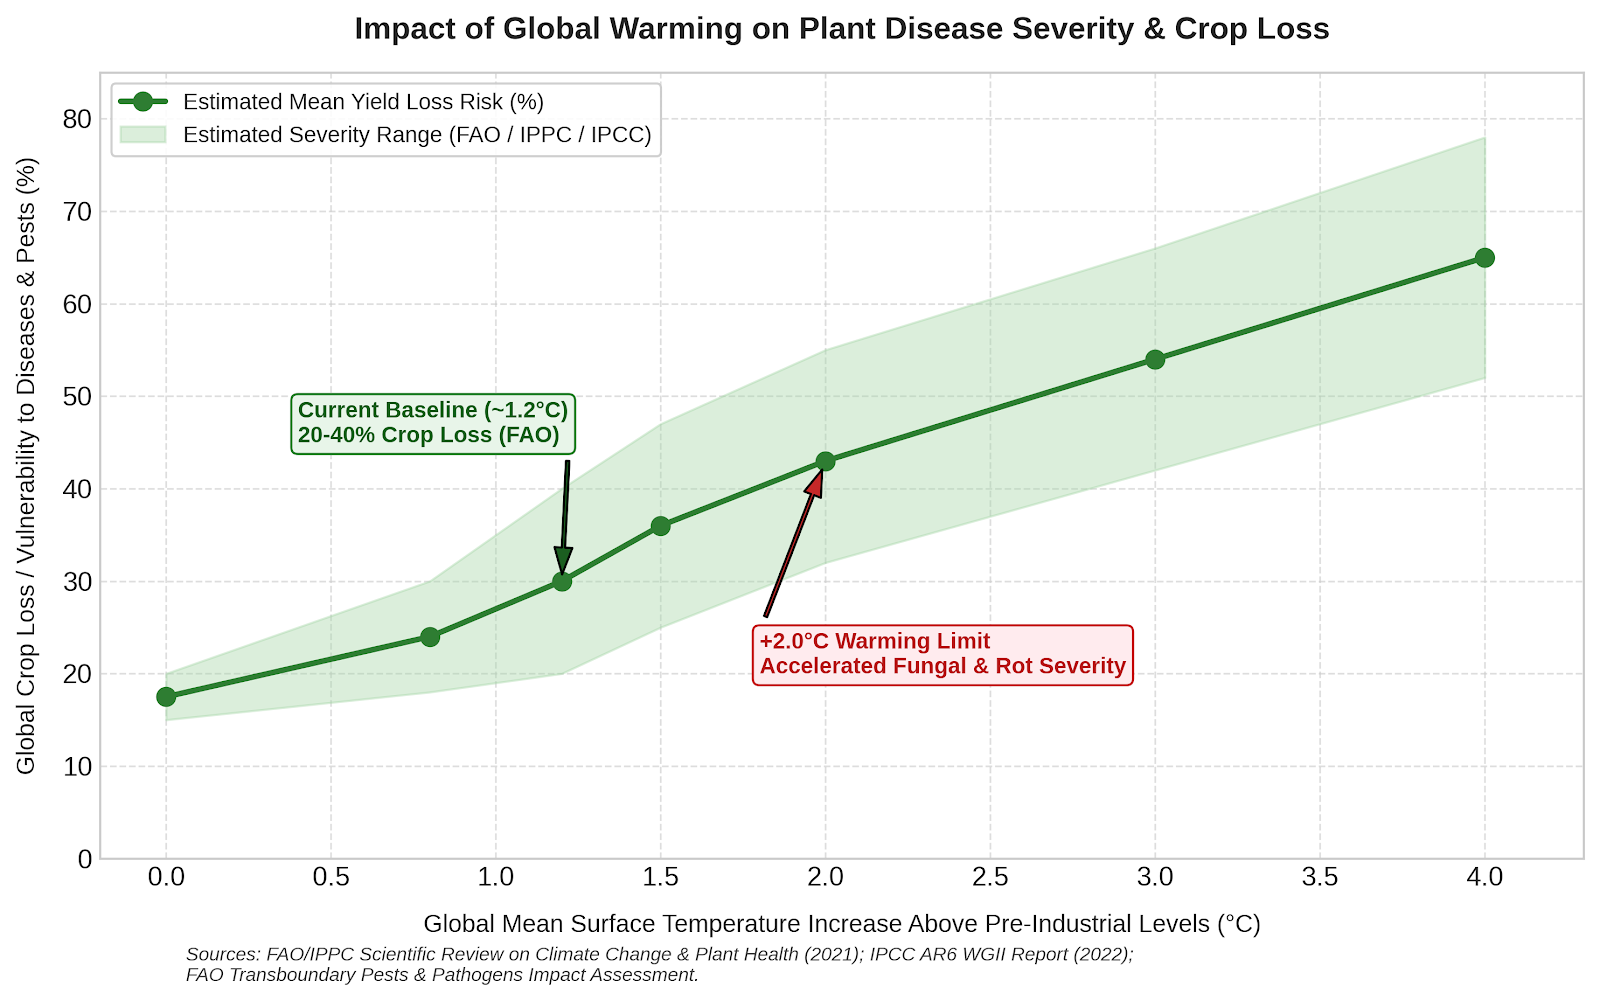 Impact of Global Warming on Plant Disease Severity & Crop Loss
Estimated Mean Yield Loss Risk (%)
Estimated Severity Range (FAO / IPPC / IPCC)
Global Crop Loss / Vulnerability to Diseases & Pests (%)
80
70
60
50
40
30
20
10
0
Current Baseline (~1.2°C)
20-40% Crop Loss (FAO)
+2.0°C Warming Limit
Accelerated Fungal & Rot Severity
0.0 0.5 1.0 1.5 2.0 2.5 3.0 3.5 4.0
Global Mean Surface Temperature Increase Above Pre-Industrial Levels (°C)
Sources: FAO/IPPC Scientific Review on Climate Change & Plant Health (2021); IPCC AR6 WGII Report (2022);
FAO Transboundary Pests & Pathogens Impact Assessment.